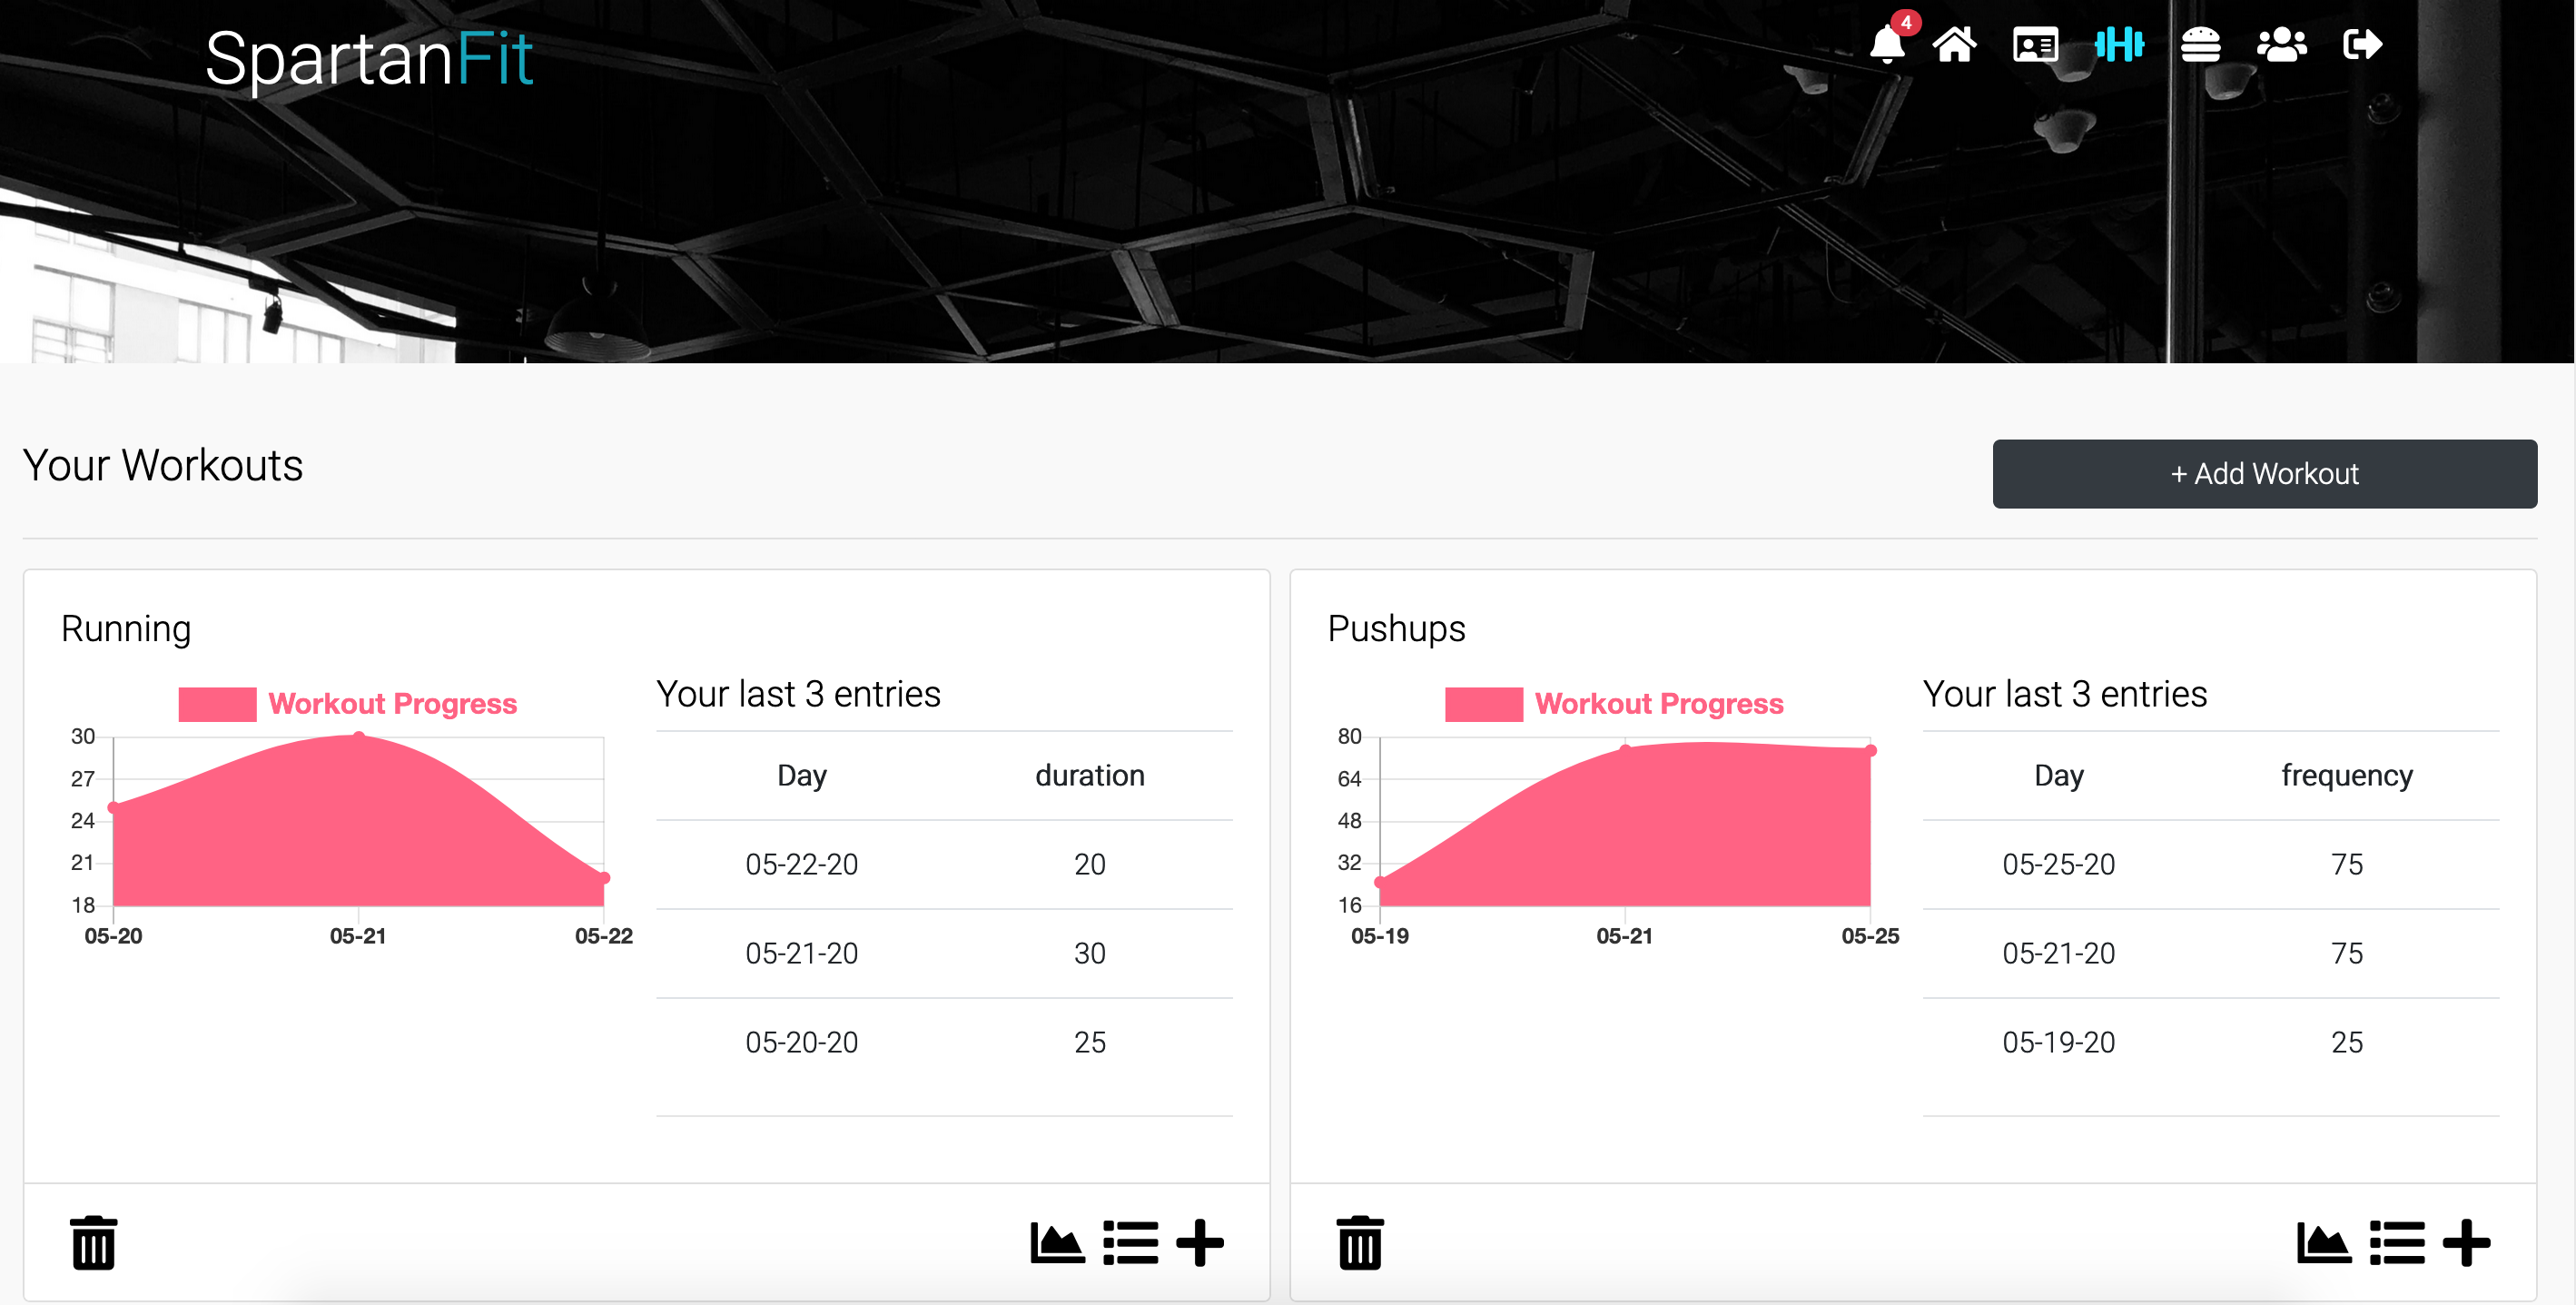 SpartanFit
4
Your Workouts
+ Add Workout
Running
Workout Progress
30
27
24
21
18
05-20 05-21 05-22
Your last 3 entries
Day duration
05-22-20 20
05-21-20 30
05-20-20 25
Pushups
Workout Progress
80
64
48
32
16
05-19 05-21 05-25
Your last 3 entries
Day frequency
05-25-20 75
05-21-20 75
05-19-20 25